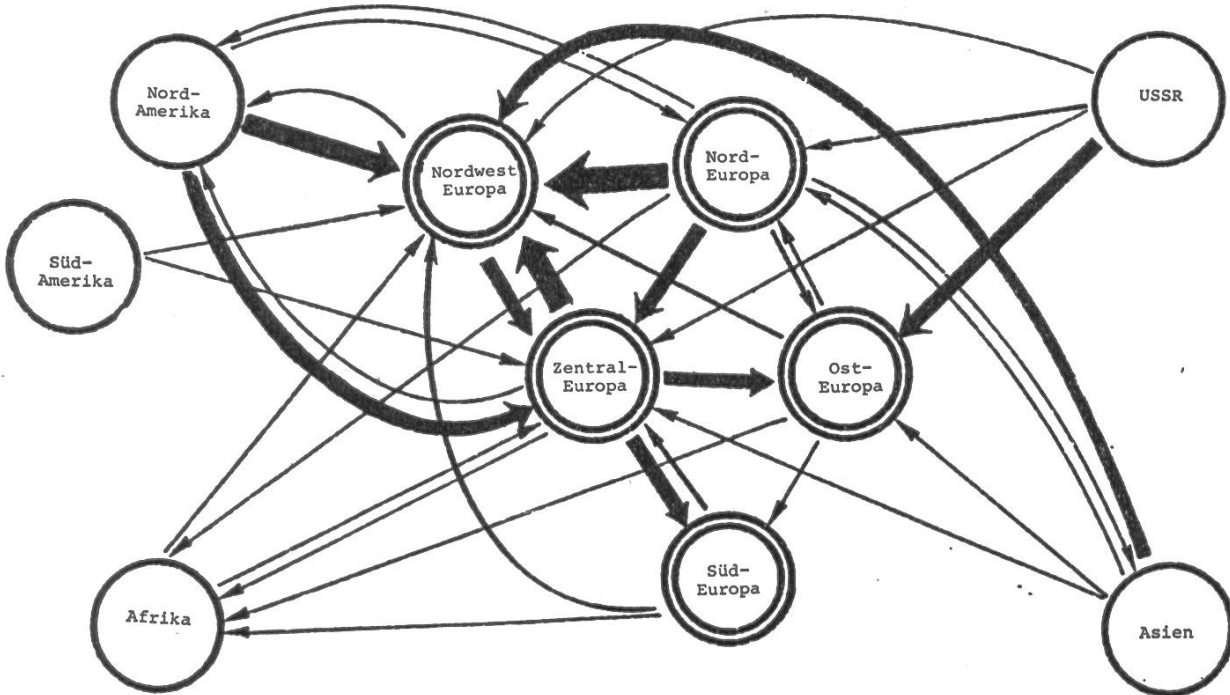 Nord-
Amerika
USSR
Nordwest
Europa
Nord-
Europa
Süd-
Amerika
Zentral-
Europa
Ost-
Europa
Süd-
Europa
Afrika
Asien